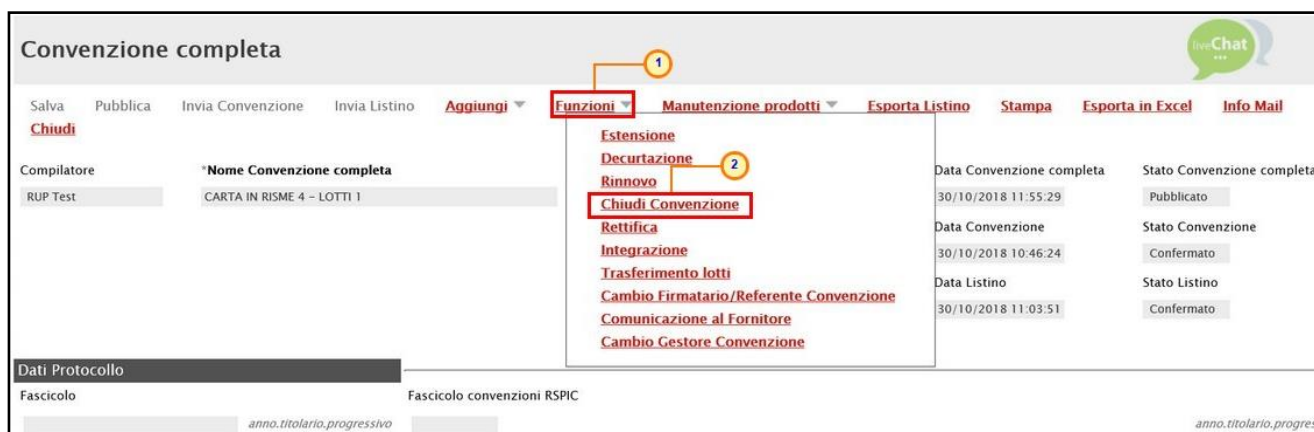 Convenzione completa
liveChat
1
Salva Pubblica Invia Convenzione Invia Listino Aggiungi Funzioni Manutenzione prodotti Esporta Listino Stampa Esporta in Excel Info Mail
Chiudi
Estensione
Decurtazione
2
Rinnovo
Chiudi Convenzione
Rettifica
Integrazione
Trasferimento lotti
Cambio Firmatario/Referente Convenzione
Comunicazione al Fornitore
Cambio Gestore Convenzione
Compilatore *Nome Convenzione completa Data Convenzione completa Stato Convenzione completa
RUP Test CARTA IN RISME 4 - LOTTI 1 30/10/2018 11:55:29 Pubblicato
Data Convenzione Stato Convenzione
30/10/2018 10:46:24 Confermato
Data Listino Stato Listino
30/10/2018 11:03:51 Confermato
Dati Protocollo
Fascicolo Fascicolo convenzioni RSPIC
anno.titolario.progressivo anno.titolario.progres